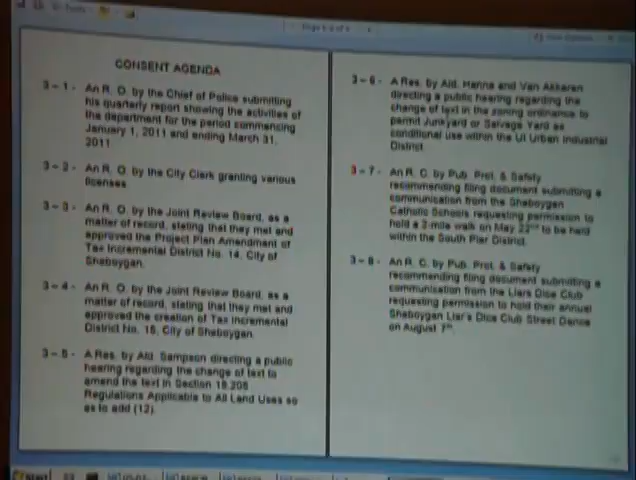 CONSENT AGENDA
3 - 1 - An R. O. by the Chief of Police submitting
his quarterly report showing the activities of
the department for the period commencing
January 1, 2011 and ending March 31,
2011.
3 - 2 - An R. O. by the City Clerk granting various
licenses.
3 - 3 - An R. O. by the Joint Review Board, as a
matter of record, stating that they met and
approved the Project Plan Amendment of
Tax Incremental District No. 14, City of
Sheboygan.
3 - 4 - An R. O. by the Joint Review Board, as a
matter of record, stating that they met and
approved the creation of Tax Incremental
District No. 16, City of Sheboygan.
3 - 5 - A Res. by Ald. Sampson directing a public
hearing regarding the change of text to
amend the text in Section
Regulations Applicable to All Land Uses so
as to add (12).
3 - 6 - A Res. by Ald. Hanna and Van Akkeren
directing a public hearing regarding the
change of text in the zoning ordinance to
permit Junkyard or Salvage Yard as
conditional use within the UI Urban Industrial
District.
3 - 7 - An R. C. by Pub. Prot. & Safety
recommending filing document submitting a
communication from the Sheboygan
Catholic Schools requesting permission to
hold a 2-mile walk on May 22nd to be held
within the South Pier District.
3 - 8 - An R. C. by Pub. Prot. & Safety
recommending filing document submitting a
communication from the Liars Dice Club
requesting permission to hold their annual
Sheboygan Liar's Dice Club Street Dance
on August 7th.
start